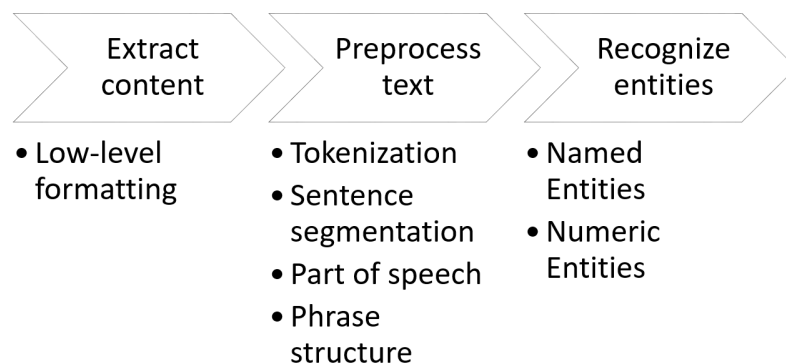 Extract
content
Preprocess
text
Recognize
entities
• Low-level
formatting
• Tokenization
• Sentence
segmentation
• Part of speech
• Phrase
structure
• Named
Entities
• Numeric
Entities